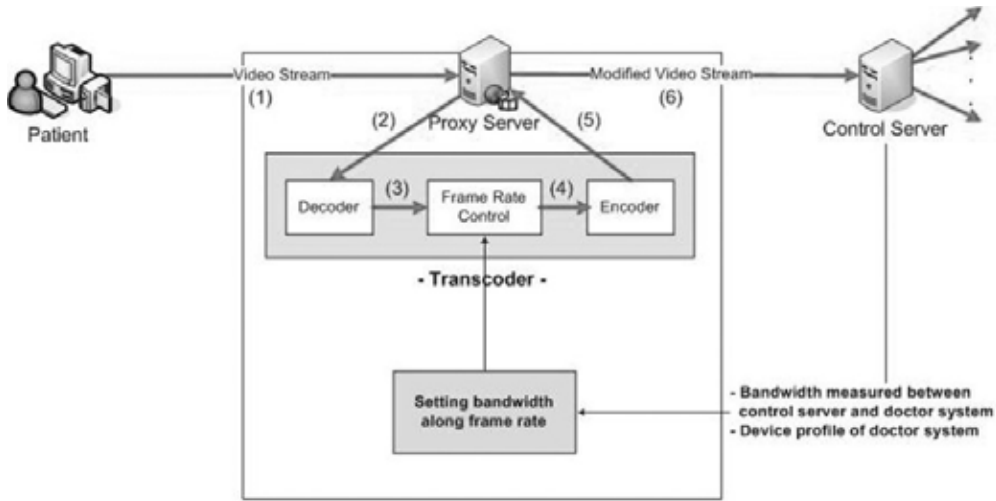 Video Stream
(1)
Modified Video Stream
(6)
Patient
(2)
Proxy Server
(5)
Control Server
Decoder
(3)
Frame Rate
Control
(4)
Encoder
- Transcoder -
Setting bandwidth
along frame rate
- Bandwidth measured between
control server and doctor system
- Device profile of doctor system